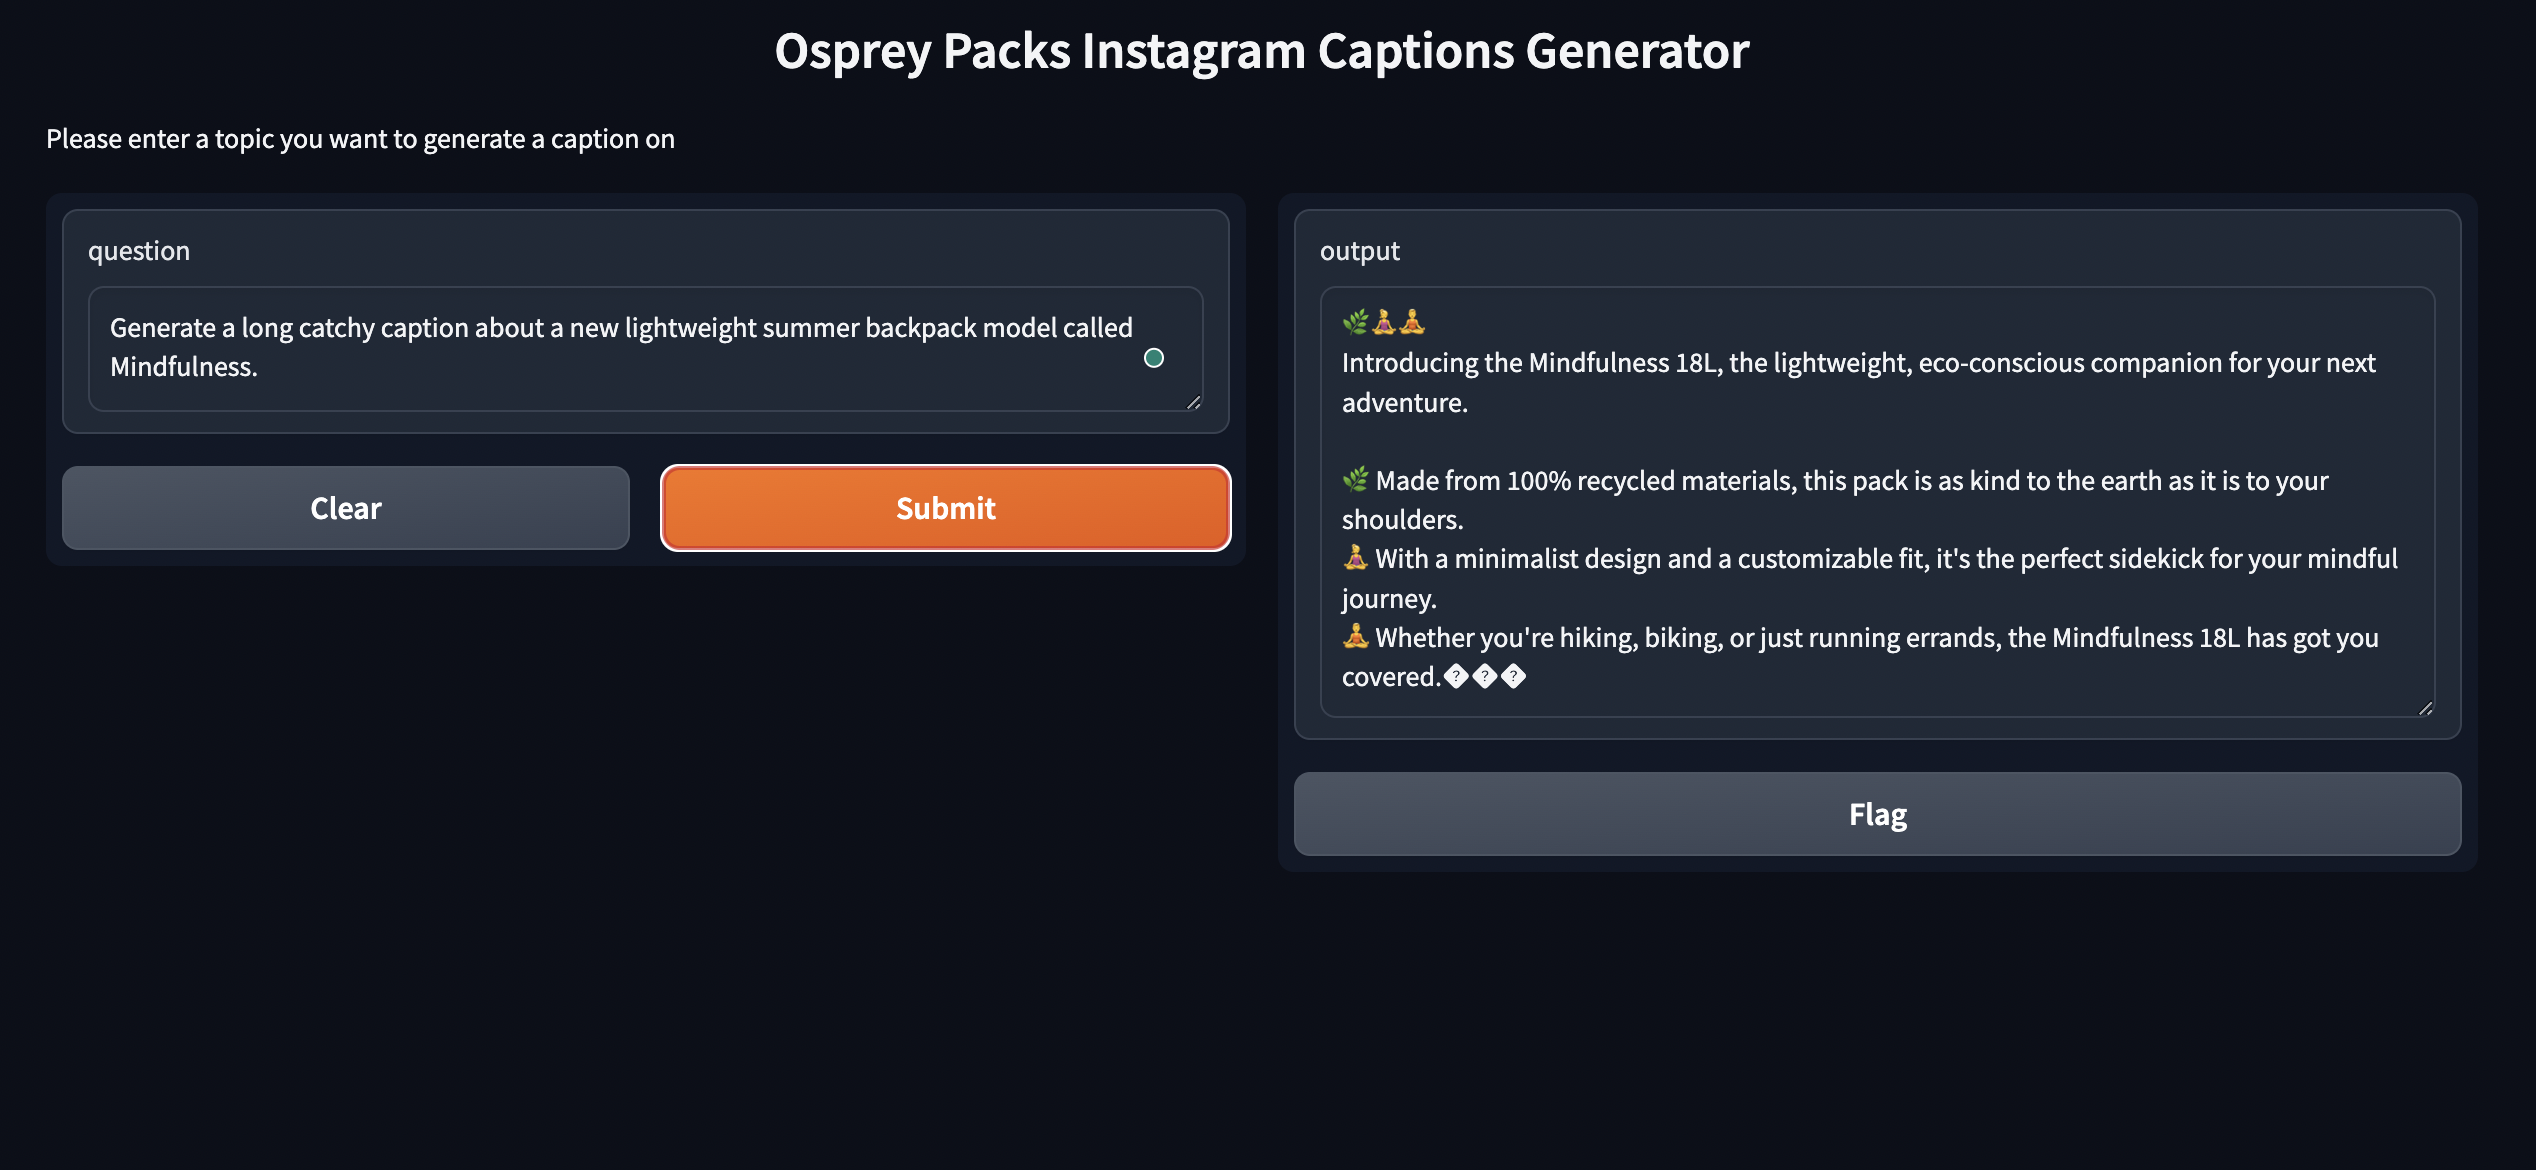 Osprey Packs Instagram Captions Generator
Please enter a topic you want to generate a caption on
question
Generate a long catchy caption about a new lightweight summer backpack model called
Mindfulness.
Clear
Submit
output
🌿🧘‍♀️🧘
Introducing the Mindfulness 18L, the lightweight, eco-conscious companion for your next
adventure.
🌿 Made from 100% recycled materials, this pack is as kind to the earth as it is to your
shoulders.
🧘‍♀️ With a minimalist design and a customizable fit, it's the perfect sidekick for your mindful
journey.
🧘 Whether you're hiking, biking, or just running errands, the Mindfulness 18L has got you
covered.���
Flag